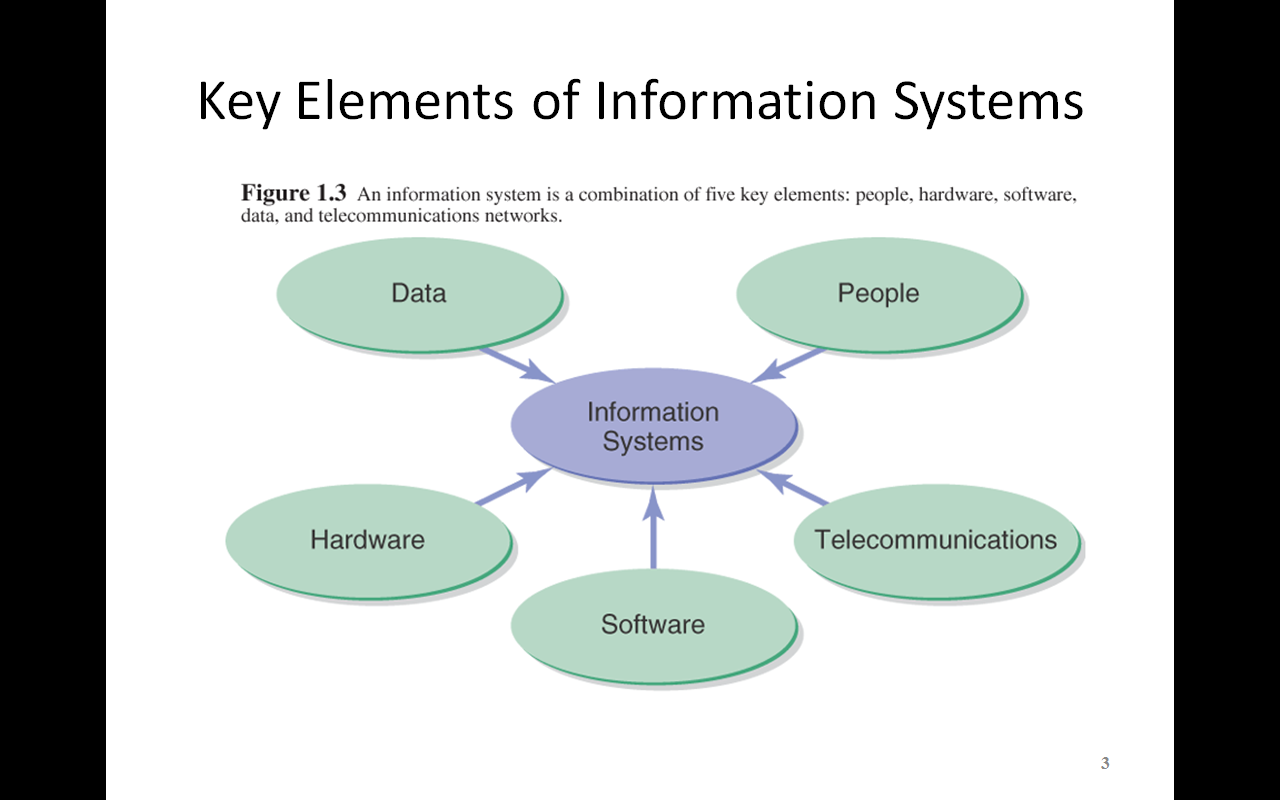 Key Elements of Information Systems
Figure 1.3 An information system is a combination of five key elements: people, hardware, software,
data, and telecommunications networks.
Data
People
Information
Systems
Hardware
Telecommunications
Software
3